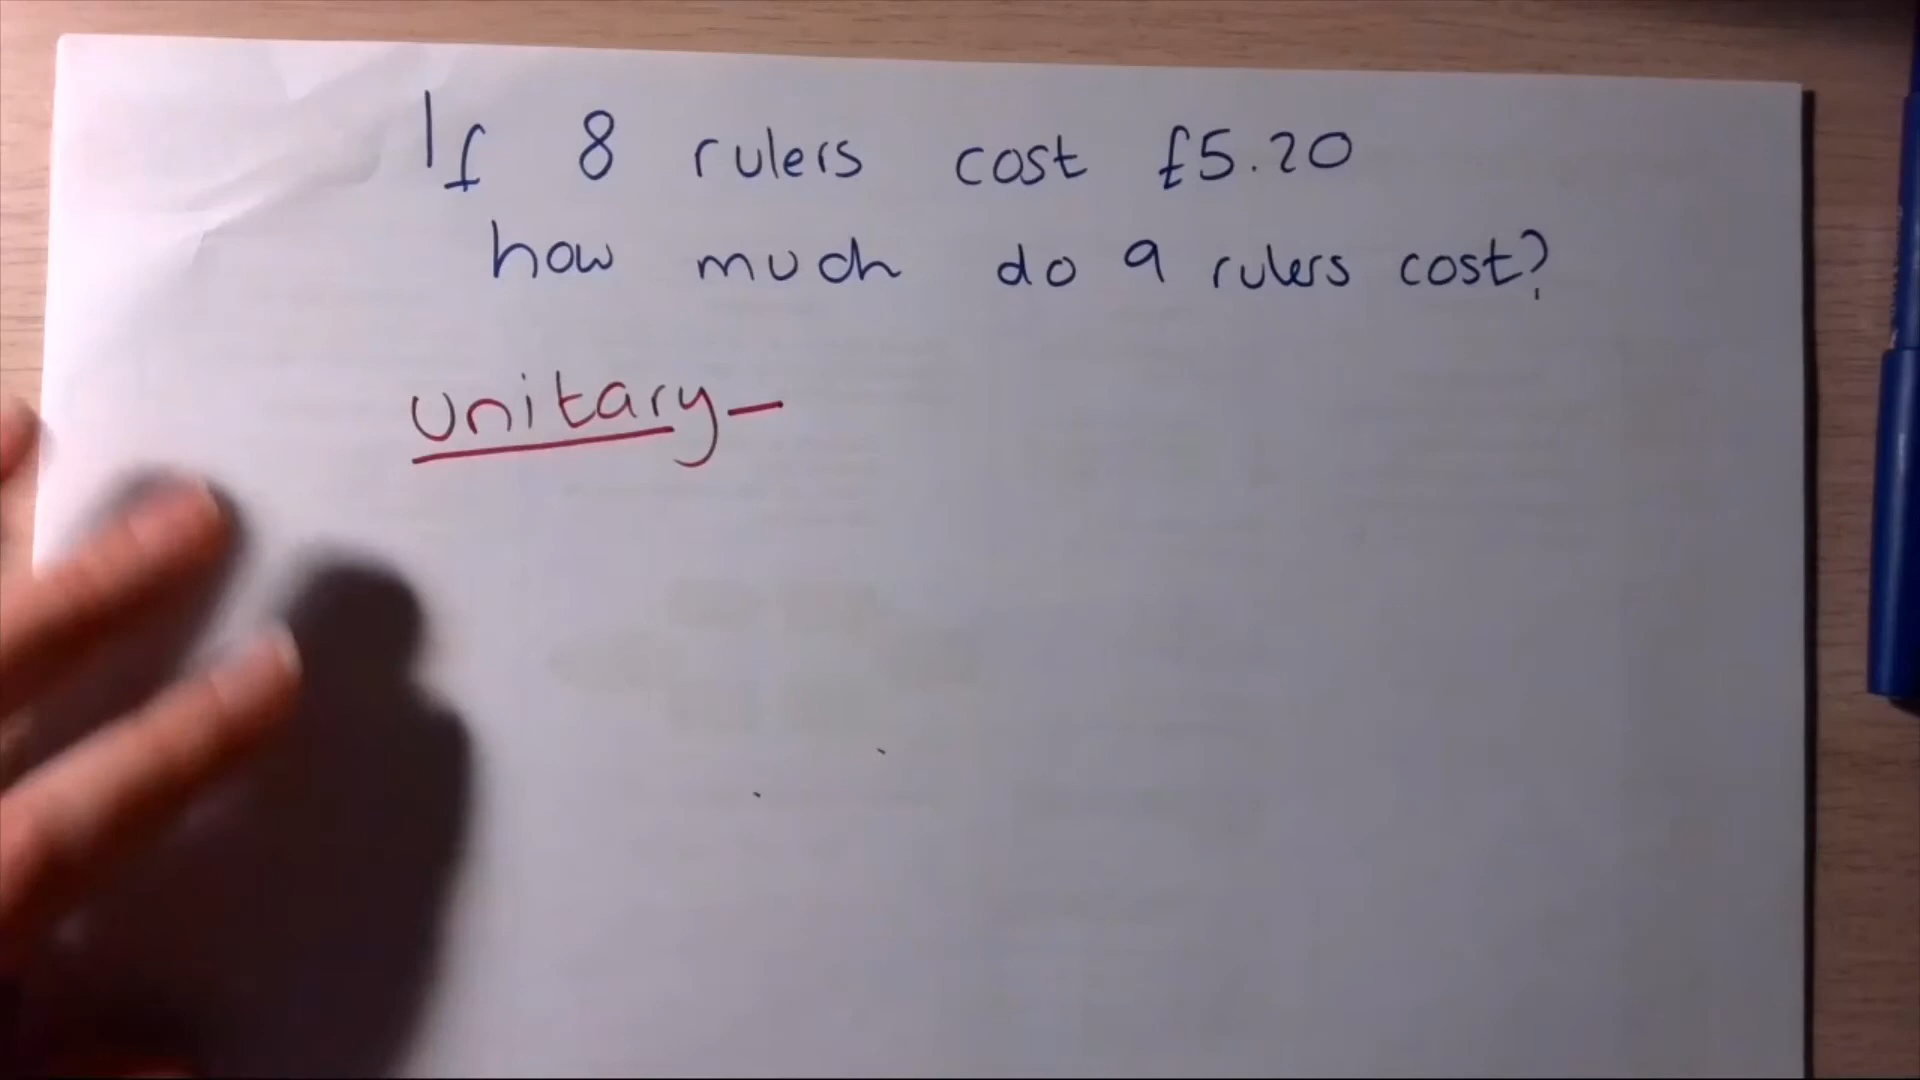 If 8 rulers cost £5.20
how much do 9 rulers cost?
unitary-